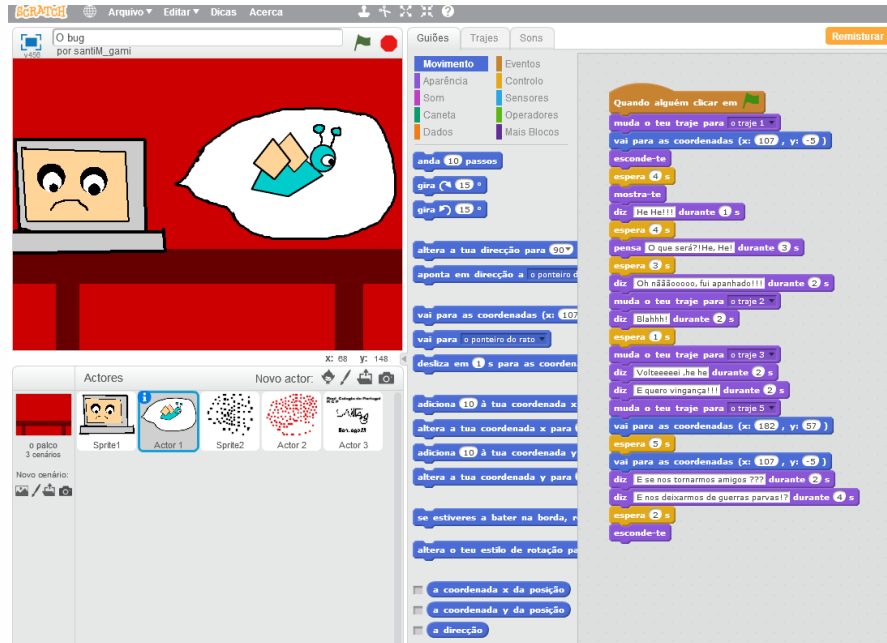 SCRATCH Arquivo▼ Editar▼ Dicas Acerca
O bug
v456
por santiM_gami
Guiões Trajes Sons
Remisturar
Movimento Eventos
Aparência Controlo
Som Sensores
Caneta Operadores
Dados Mais Blocos
anda 10 passos
gira 15 º
gira 15 º
altera a tua direcção para 90▼
aponta em direcção a o ponteiro d
vai para as coordenadas (x: 107
vai para o ponteiro do rato
desliza em 1 s para as coorden
adiciona 10 à tua coordenada x
altera a tua coordenada x para
adiciona 10 à tua coordenada y
altera a tua coordenada y para
se estiveres a bater na borda, r
altera o teu estilo de rotação pa
a coordenada x da posição
a coordenada y da posição
a direcção
Quando alguém clicar em
muda o teu traje para o traje 1
vai para as coordenadas (x: 107 , y: -5 )
esconde-te
espera 4 s
mostra-te
diz He He!!! durante 1 s
espera 4 s
pensa O que será?!He, He! durante 3 s
espera 3 s
diz Oh nãããooooo, fui apanhado!!! durante 2 s
muda o teu traje para o traje 2
diz Blahhh! durante 2 s
espera 1 s
muda o teu traje para o traje 3
diz Volteeeeei ,he he durante 2 s
diz E quero vingança!!! durante 2 s
muda o teu traje para o traje 5
vai para as coordenadas (x: 182 , y: 57 )
espera 5 s
vai para as coordenadas (x: 107 , y: -5 )
diz E se nos tornarmos amigos ??? durante 2 s
diz E nos deixarmos de guerras parvas!? durante 4 s
espera 2 s
esconde-te
x: 68 y: 148
Actores Novo actor:
o palco
3 cenários
Novo cenário:
Sprite1 Actor 1 Sprite2 Actor 2 Actor 3